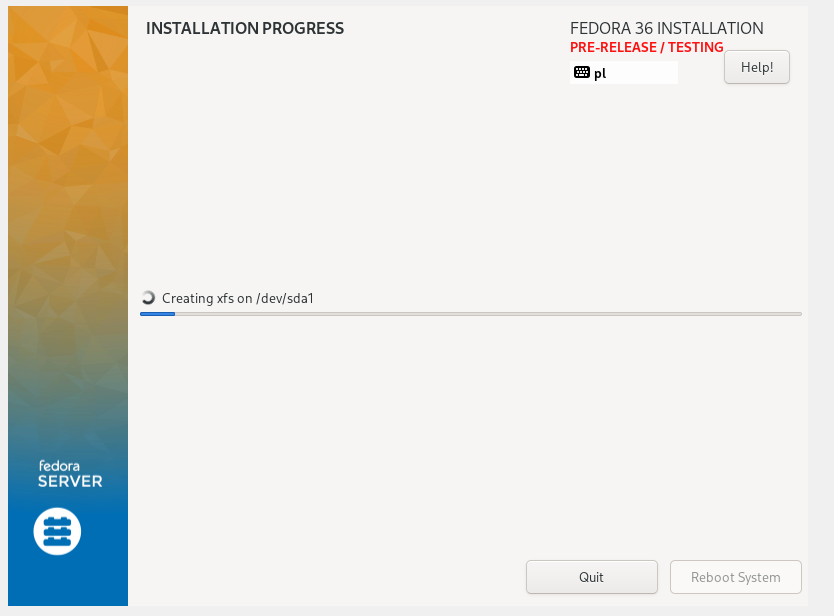 INSTALLATION PROGRESS
FEDORA 36 INSTALLATION
PRE-RELEASE / TESTING
pl
Help!
Creating xfs on /dev/sda1
fedora
SERVER
Quit
Reboot System